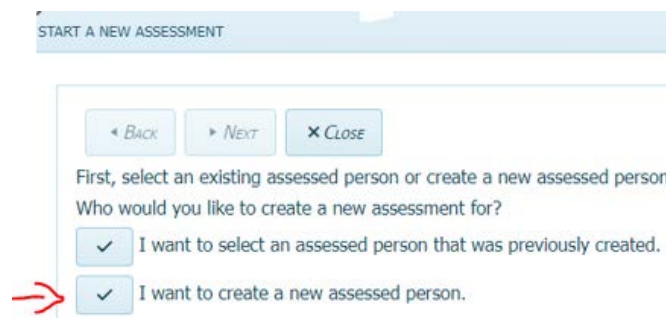 START A NEW ASSESSMENT
BACK NEXT CLOSE
First, select an existing assessed person or create a new assessed person
Who would you like to create a new assessment for?
I want to select an assessed person that was previously created.
I want to create a new assessed person.